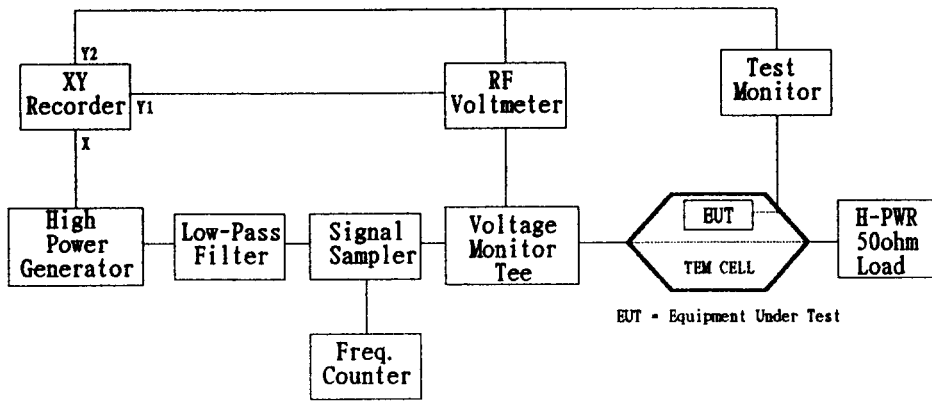 Y2
XY
Recorder
Y1
X
RF
Voltmeter
Test
Monitor
High
Power
Generator
Low-Pass
Filter
Signal
Sampler
Voltage
Monitor
Tee
EUT
TEM CELL
H-PWR
50ohm
Load
EUT = Equipment Under Test
Freq.
Counter